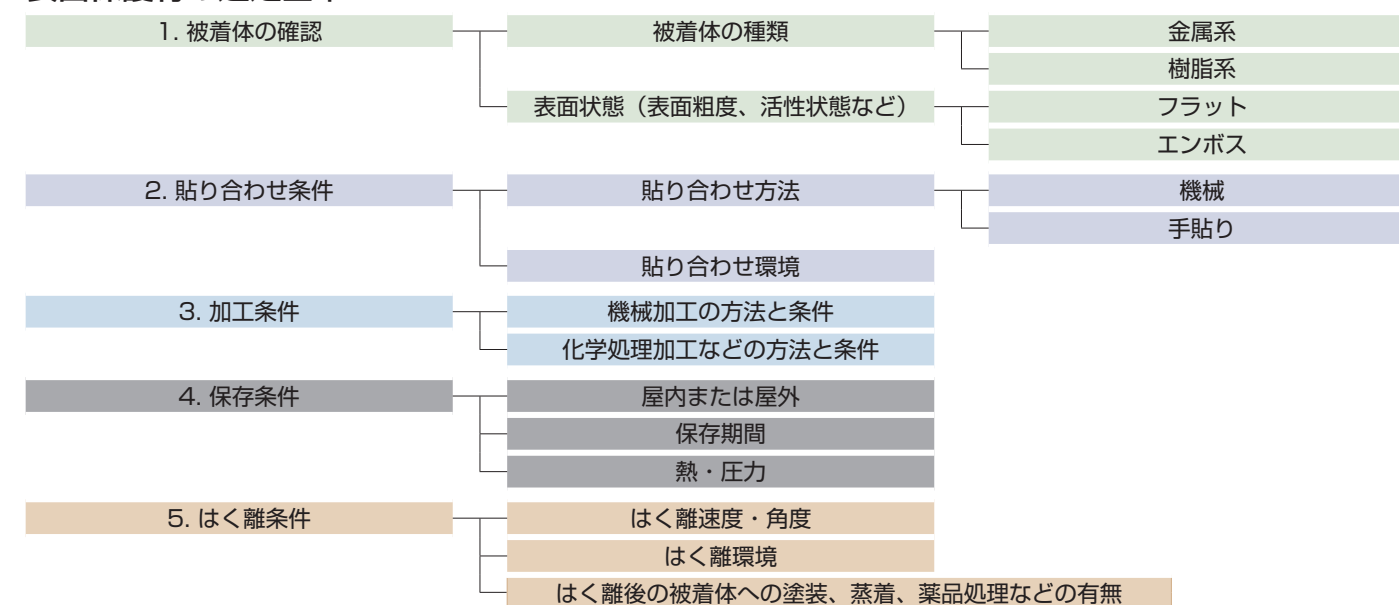 1. 被着体の確認
被着体の種類
金属系
樹脂系
表面状態（表面粗度、活性状態など）
フラット
エンボス
2. 貼り合わせ条件
貼り合わせ方法
機械
手貼り
貼り合わせ環境
3. 加工条件
機械加工の方法と条件
化学処理加工などの方法と条件
4. 保存条件
屋内または屋外
保存期間
熱・圧力
5. はく離条件
はく離速度・角度
はく離環境
はく離後の被着体への塗装、蒸着、薬品処理などの有無